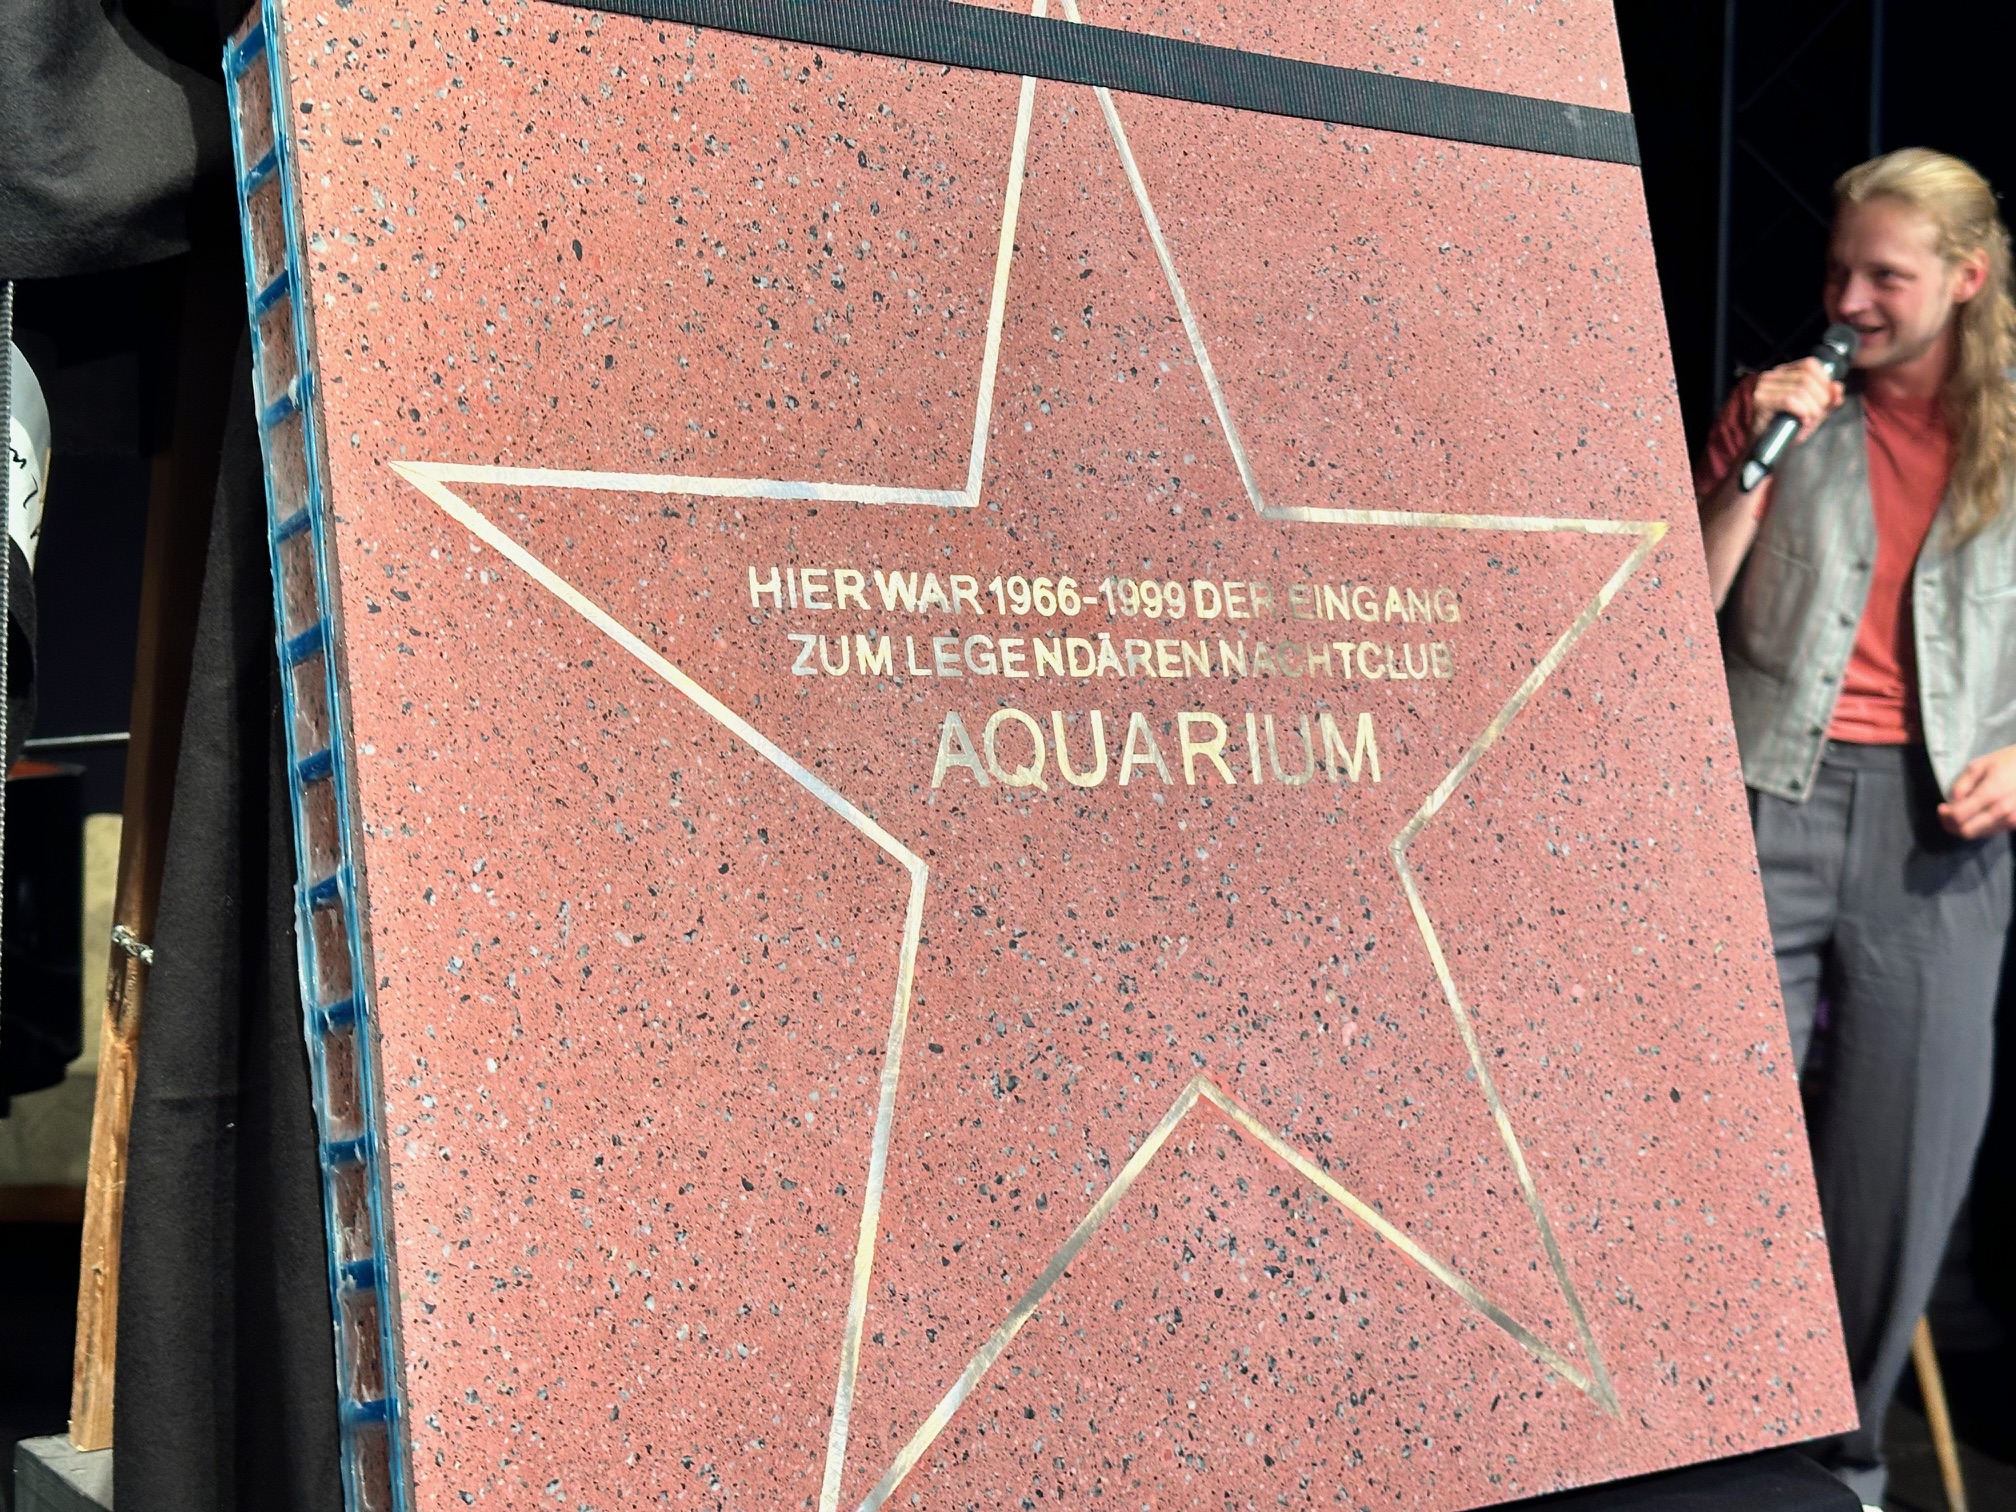 HIER WAR 1966-1999 DER EINGANG
ZUM LEGENDÄREN NACHTCLUB
AQUARIUM